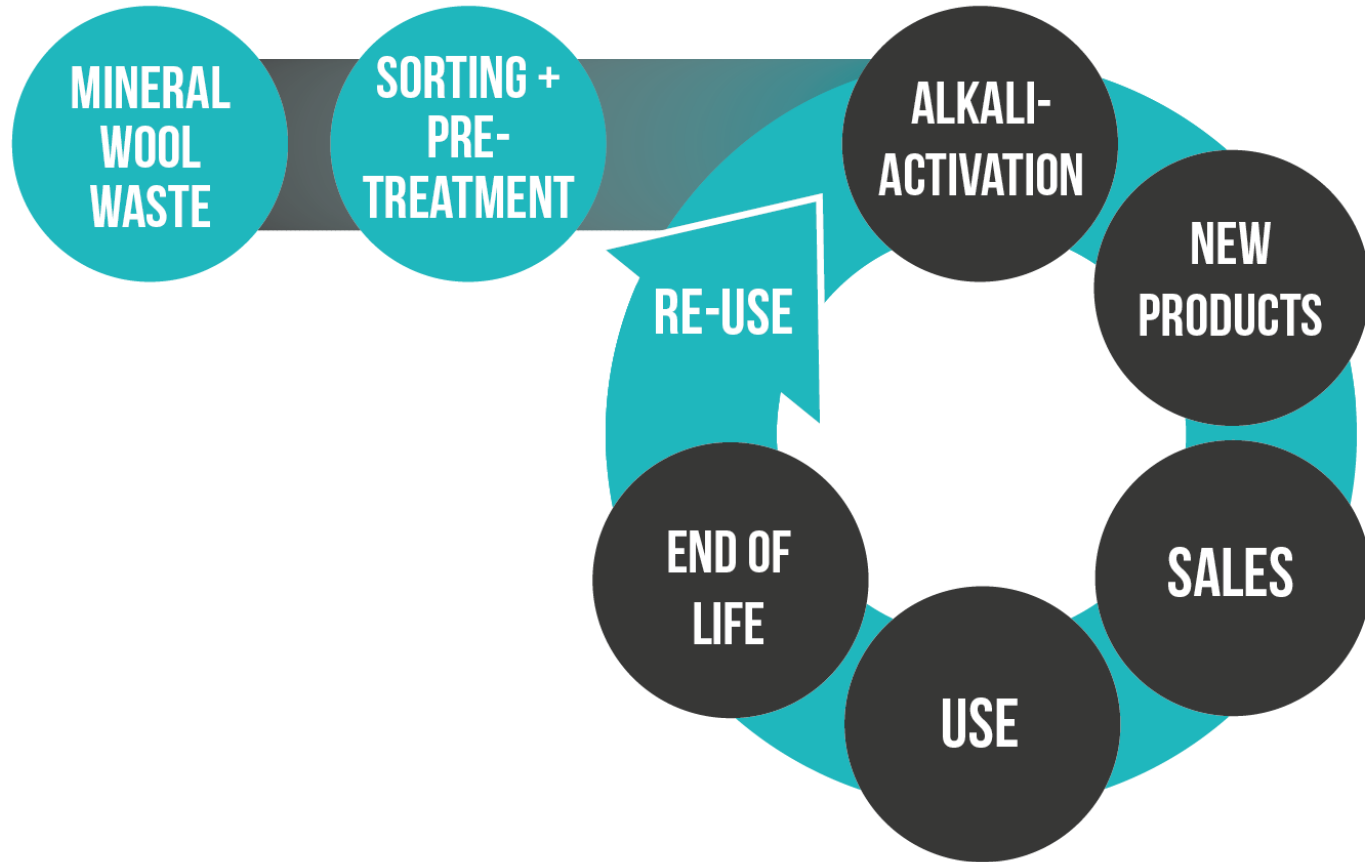 MINERAL
WOOL
WASTE
SORTING +
PRE-
TREATMENT
ALKALI-
ACTIVATION
NEW
PRODUCTS
SALES
USE
END OF
LIFE
RE-USE